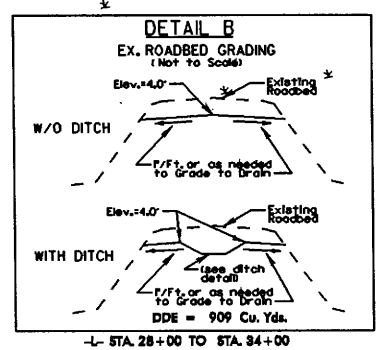 DETAIL B
EX. ROADBED GRADING
(Not to Scale)
Elev.=4.0'
Existing
Roadbed
W/O DITCH
1"/Ft. or as needed
to Grade to Drain
Elev.=4.0'
Existing
Roadbed
WITH DITCH
(see ditch
detail)
1"/Ft. or as needed
to Grade to Drain
DDE = 909 Cu. Yds.
-L- STA. 28+00 TO STA. 34+00